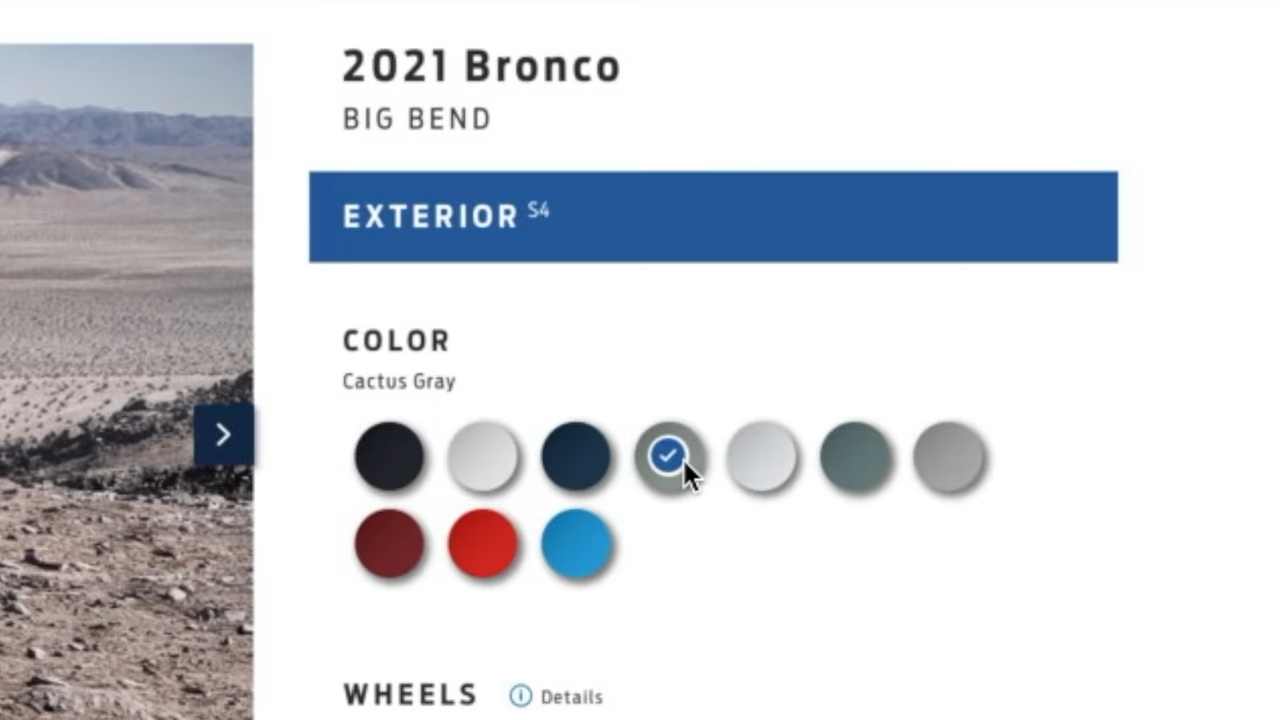 2021 Bronco
BIG BEND
EXTERIOR S4
COLOR
Cactus Gray
WHEELS Details